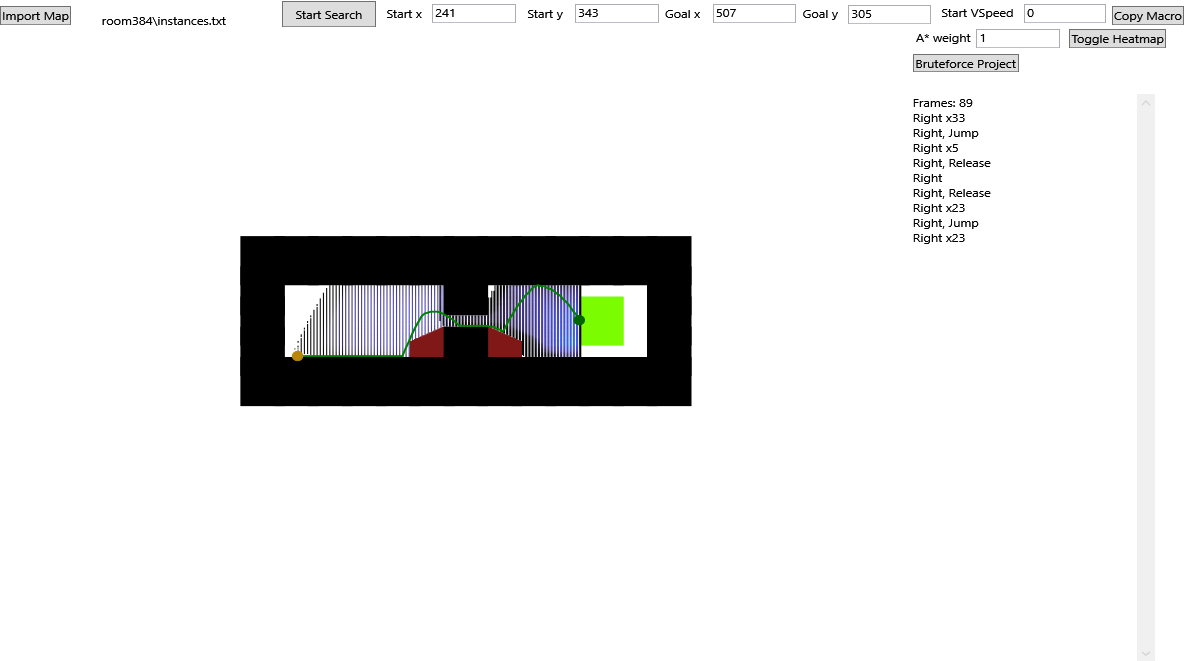 Import Map
room384\instances.txt
Start Search
Start x 241
Start y 343
Goal x 507
Goal y 305
Start VSpeed 0
Copy Macro
A* weight 1
Toggle Heatmap
Bruteforce Project
Frames: 89
Right x33
Right, Jump
Right x5
Right, Release
Right
Right, Release
Right x23
Right, Jump
Right x23